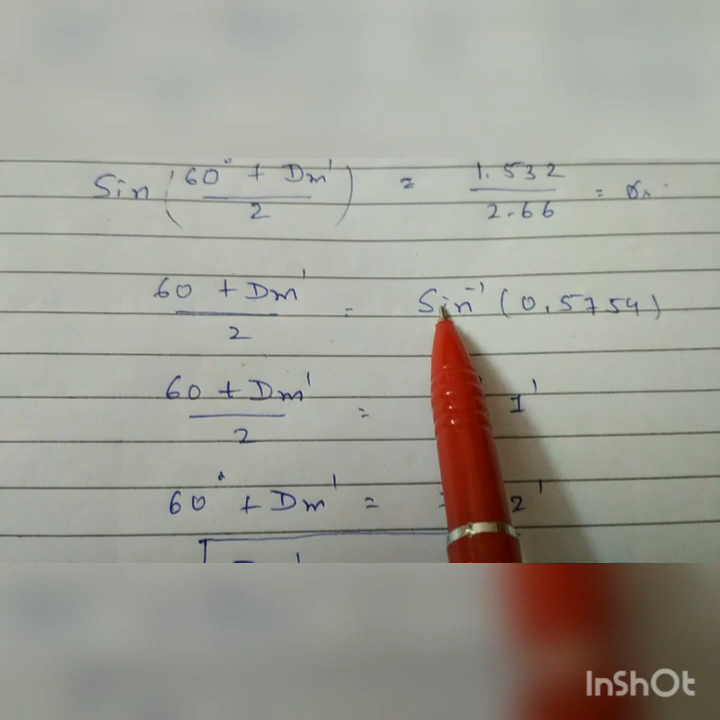 Sin (60° + Dm' / 2) = 1.532 / 2.66 =
60 + Dm' / 2 = Sin⁻¹ (0.5754)
60 + Dm' / 2 = 1'
60° + Dm' = 2'
InShOt